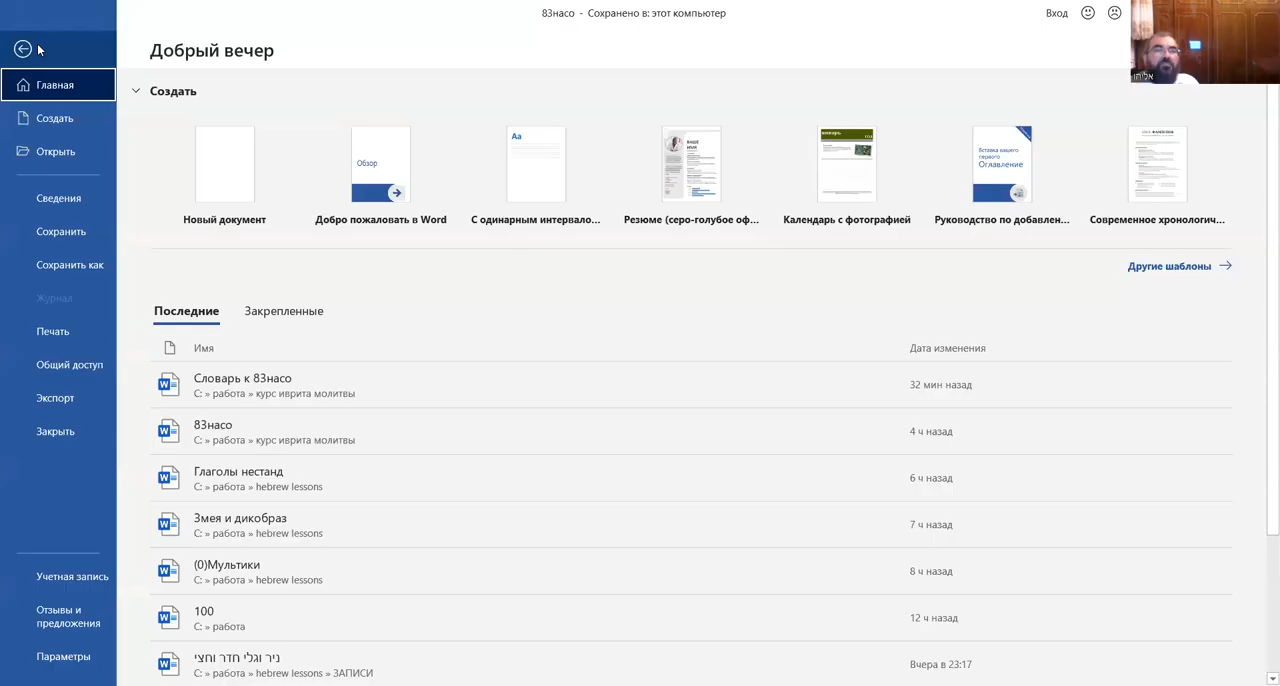 83насо - Сохранено в: этот компьютер
Вход
אליהו
Добрый вечер
Главная
Создать
Открыть
Сведения
Сохранить
Сохранить как
Журнал
Печать
Общий доступ
Экспорт
Закрыть
Учетная запись
Отзывы и
предложения
Параметры
Создать
Aa
Обзор
Вставка вашего
первого
Оглавление
Новый документ
Добро пожаловать в Word
С одинарным интервало...
Резюме (серо-голубое оф...
Календарь с фотографией
Руководство по добавлен...
Современное хронологич...
Другие шаблоны
Последние
Закрепленные
Имя
Дата изменения
Словарь к 83насо
C: » работа » курс иврита молитвы
32 мин назад
83насо
C: » работа » курс иврита молитвы
4 ч назад
Глаголы нестанд
C: » работа » hebrew lessons
6 ч назад
Змея и дикобраз
C: » работа » hebrew lessons
7 ч назад
(0)Мультики
C: » работа » hebrew lessons
8 ч назад
100
C: » работа
12 ч назад
ניר וגלי חדר וחצי
C: » работа » hebrew lessons » ЗАПИСИ
Вчера в 23:17